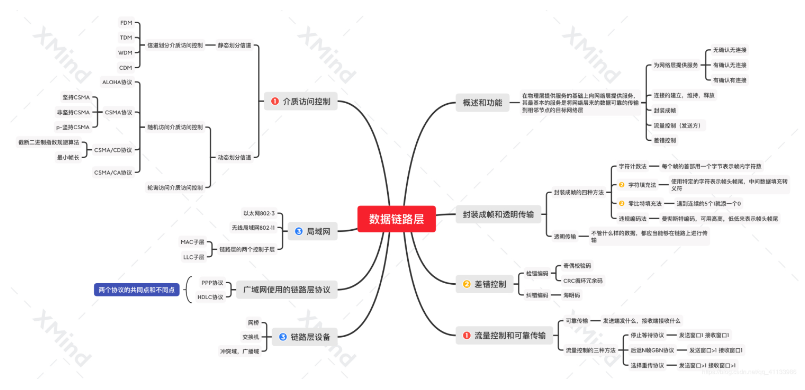 数据链路层
概述和功能
在物理层提供服务的基础上向网络层提供服务,
其最基本的服务是将网络层来的数据可靠的传输
到相邻节点的目标网络层
为网络层提供服务
无确认无连接
有确认无连接
有确认有连接
连接的建立，维持，释放
封装成帧
流量控制（发送方）
差错控制
封装成帧和透明传输
封装成帧的四种方法
字符计数法
每个帧的首部用一个字节表示帧内字符数
2
字符填充法
使用特定的字符表示帧头帧尾，中间数据填充转
义符
2
零比特填充法
遇到连续的5个1就添一个0
违规编码法
曼彻斯特编码，可用高高，低低来表示帧头帧尾
透明传输
不管什么样的数据，都应当能够在链路上进行传
输
2
差错控制
检错编码
奇偶校验码
CRC循环冗余码
纠错编码
海明码
1
流量控制和可靠传输
可靠传输
发送端发什么，接收端接收什么
流量控制的三种方法
停止等待协议
发送窗口1 接收窗口1
后退N帧GBN协议
发送窗口>1 接收窗口1
选择重传协议
发送窗口>1 接收窗口>1
1
介质访问控制
静态划分信道
信道划分介质访问控制
FDM
TDM
WDM
CDM
动态划分信道
随机访问介质访问控制
ALOHA协议
CSMA协议
坚持CSMA
非坚持CSMA
p-坚持CSMA
CSMA/CD协议
截断二进制指数规避算法
最小帧长
CSMA/CA协议
轮询访问介质访问控制
3
局域网
以太网802·3
无线局域网802·11
链路层的两个控制子层
MAC子层
LLC子层
广域网使用的链路层协议
PPP协议
HDLC协议
两个协议的共同点和不同点
3
链路层设备
网桥
交换机
冲突域，广播域
XMind
XMind
XMind
XMind
XMind
XMind